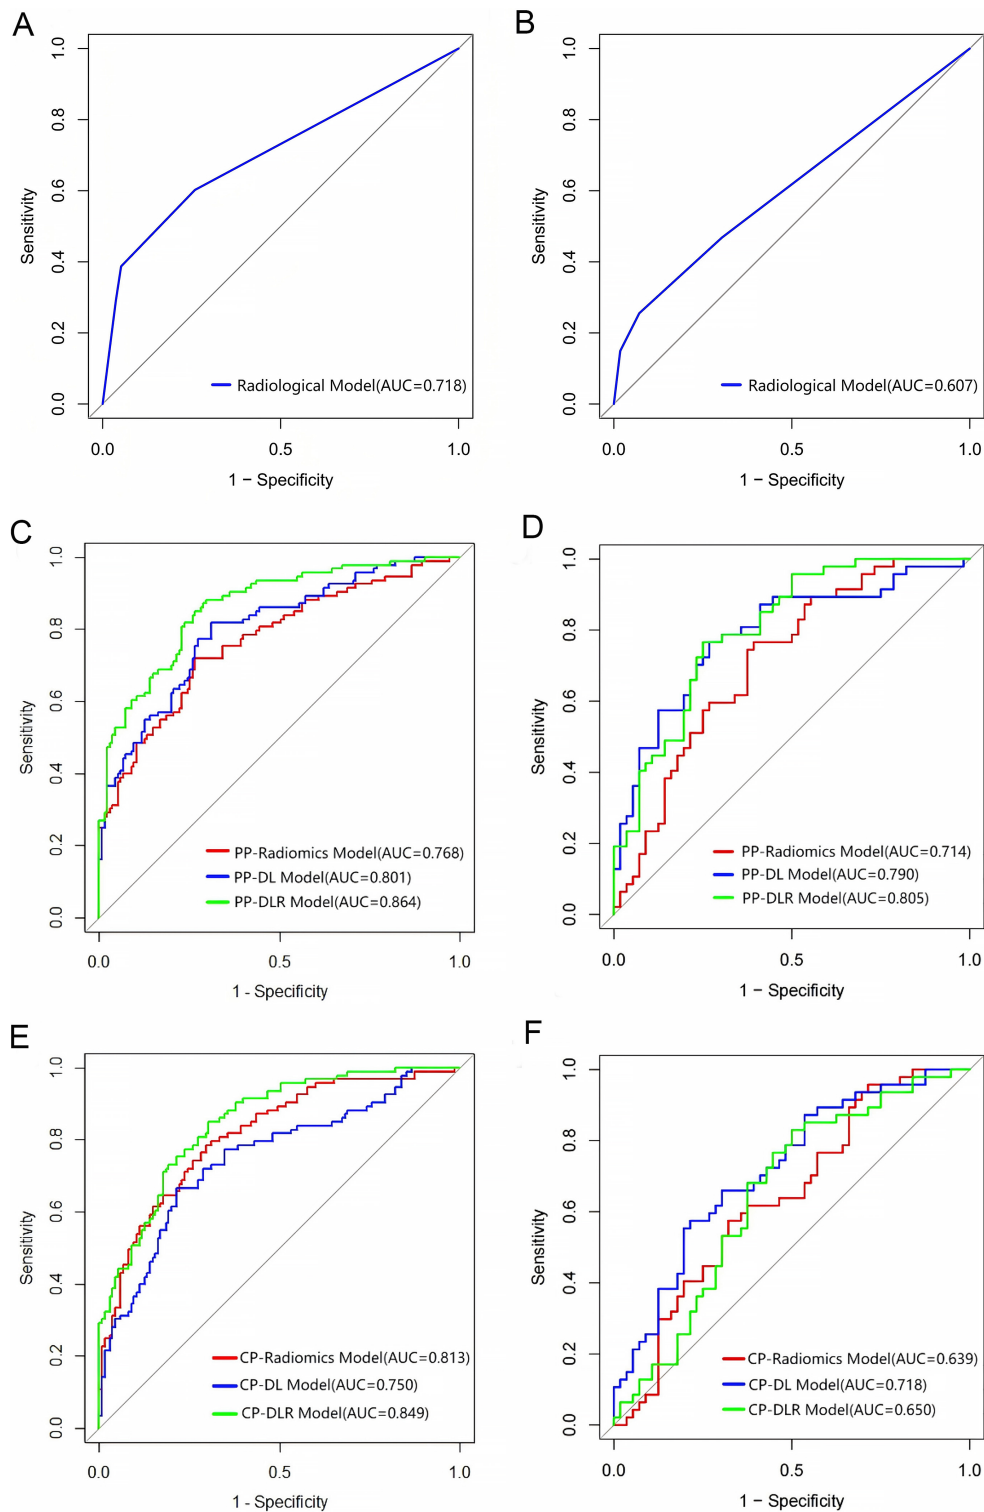 A
1.0
0.8
0.6
0.4
0.2
0.0
Sensitivity
Radiological Model(AUC=0.718)
0.0 0.5 1.0
1 − Specificity
B
1.0
0.8
0.6
0.4
0.2
0.0
Sensitivity
Radiological Model(AUC=0.607)
0.0 0.5 1.0
1 − Specificity
C
1.0
0.8
0.6
0.4
0.2
0.0
Sensitivity
PP-Radiomics Model(AUC=0.768)
PP-DL Model(AUC=0.801)
PP-DLR Model(AUC=0.864)
0.0 0.5 1.0
1 - Specificity
D
1.0
0.8
0.6
0.4
0.2
0.0
Sensitivity
PP-Radiomics Model(AUC=0.714)
PP-DL Model(AUC=0.790)
PP-DLR Model(AUC=0.805)
0.0 0.5 1.0
1 − Specificity
E
1.0
0.8
0.6
0.4
0.2
0.0
Sensitivity
CP-Radiomics Model(AUC=0.813)
CP-DL Model(AUC=0.750)
CP-DLR Model(AUC=0.849)
0.0 0.5 1.0
1 - Specificity
F
1.0
0.8
0.6
0.4
0.2
0.0
Sensitivity
CP-Radiomics Model(AUC=0.639)
CP-DL Model(AUC=0.718)
CP-DLR Model(AUC=0.650)
0.0 0.5 1.0
1 − Specificity